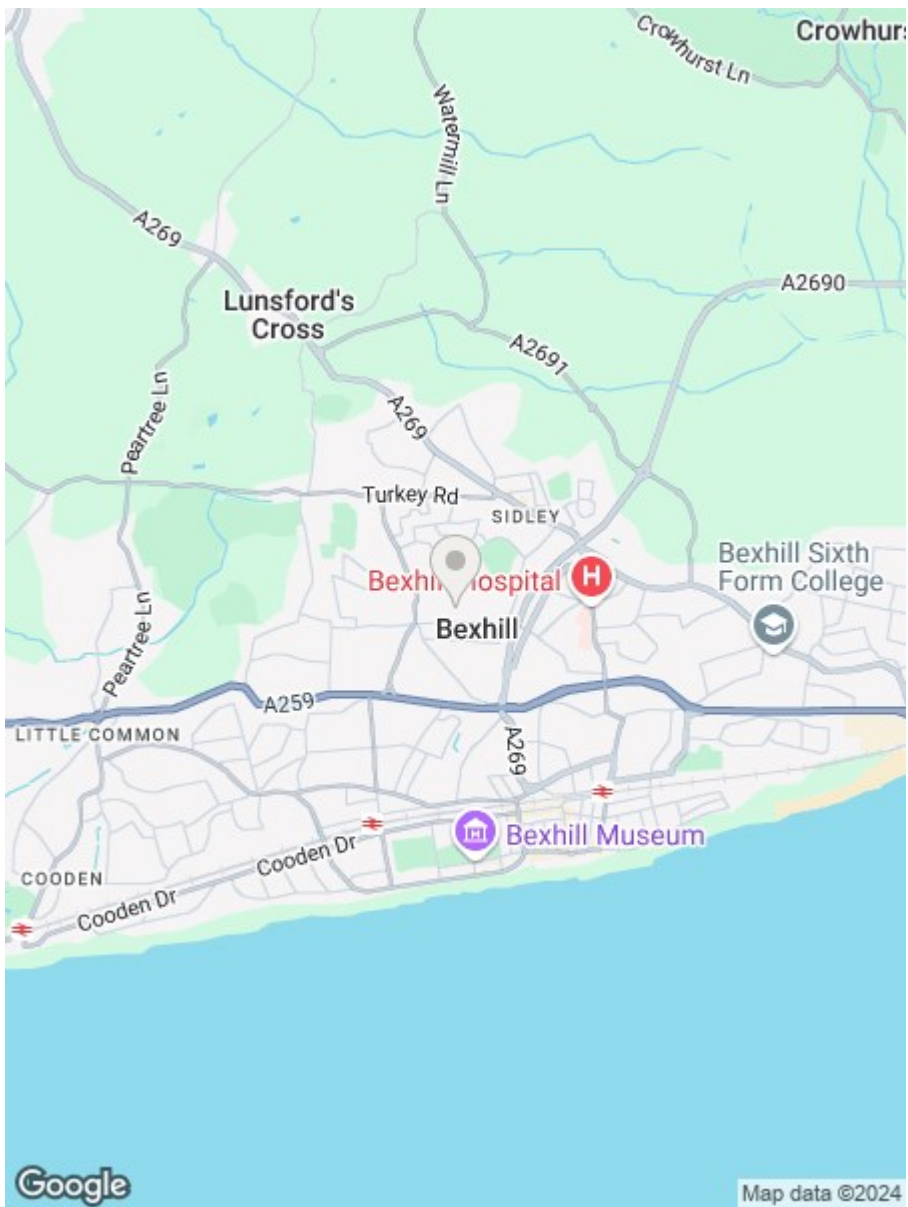 Crowhurs
Crowhurst Ln
Watermill Ln
A269
A2690
Lunsford's
Cross
A2691
Peartree Ln
A269
Turkey Rd
SIDLEY
Bexhill Sixth
Form College
Bexhill Hospital
H
Bexhill
Peartree Ln
A259
LITTLE COMMON
A269
Bexhill Museum
Cooden Dr
COODEN
Cooden Dr
Google
Map data ©2024